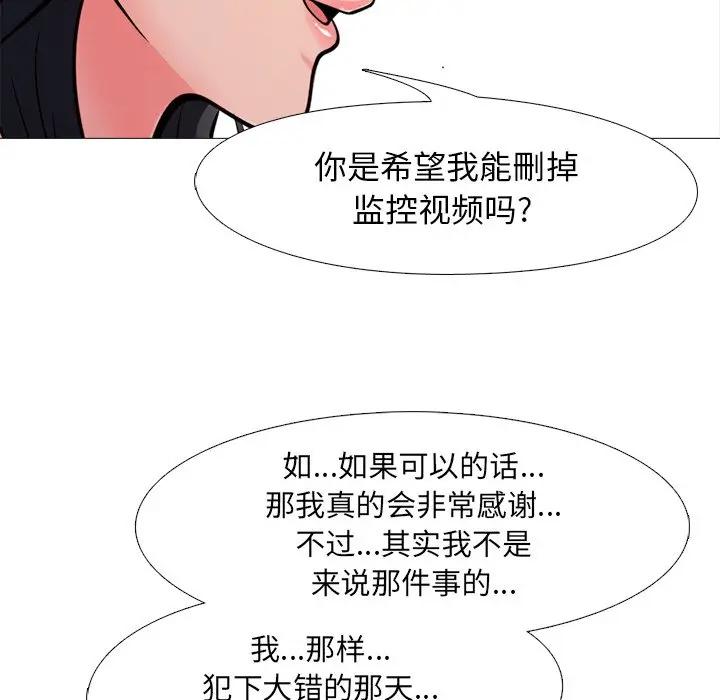 你是希望我能删掉
监控视频吗?
如...如果可以的话...
那我真的会非常感谢...
不过...其实我不是
来说那件事的...
我...那样...
犯下大错的那天...